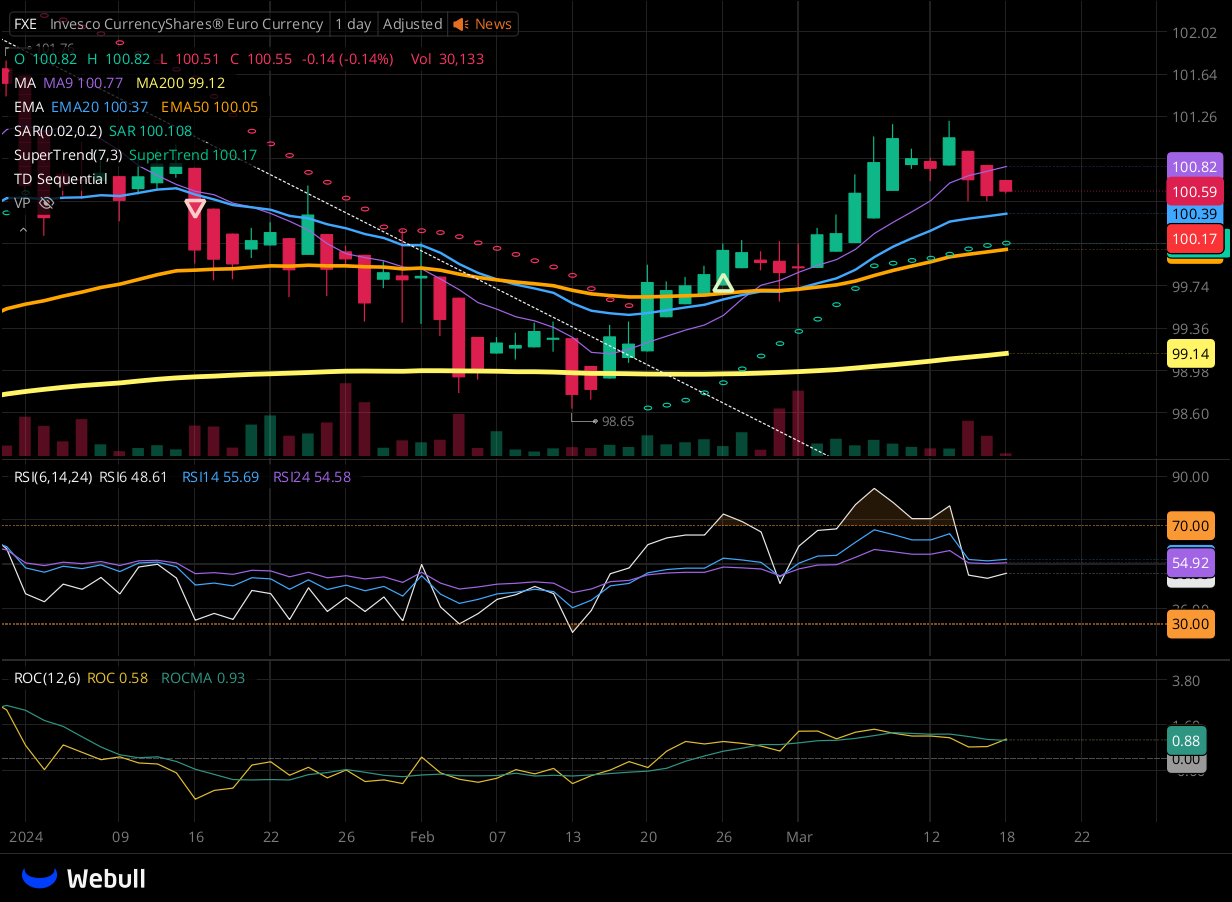 FXE Invesco CurrencyShares® Euro Currency 1 day Adjusted News
102.02
101.76
O 100.82 H 100.82 L 100.51 C 100.55 -0.14 (-0.14%) Vol 30,133
101.64
MA MA9 100.77 MA200 99.12
EMA EMA20 100.37 EMA50 100.05
101.26
SAR(0.02,0.2) SAR 100.108
SuperTrend(7,3) SuperTrend 100.17
100.82
TD Sequential
100.59
VP
100.39
100.17
99.74
99.36
99.14
98.98
98.60
98.65
RSI(6,14,24) RSI6 48.61 RSI14 55.69 RSI24 54.58
90.00
70.00
54.92
30.00
ROC(12,6) ROC 0.58 ROCMA 0.93
3.80
0.88
0.00
2024 09 16 22 26 Feb 07 13 20 26 Mar 12 18 22
Webull